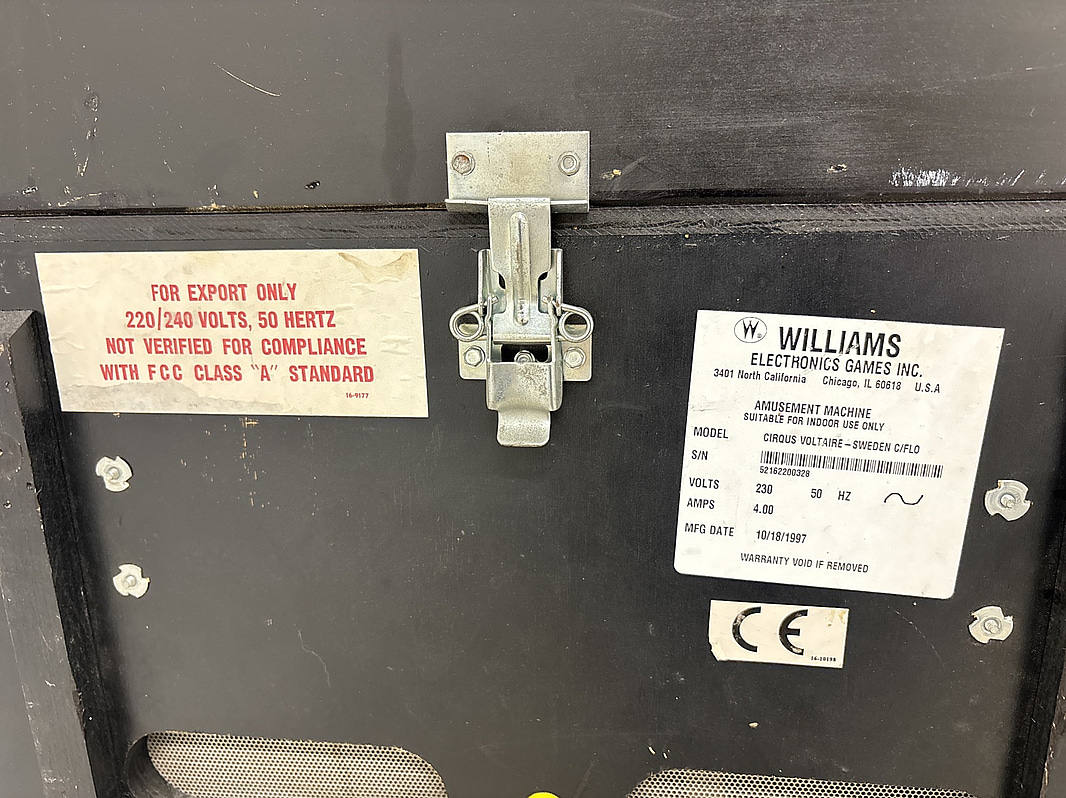 FOR EXPORT ONLY
220/240 VOLTS, 50 HERTZ
NOT VERIFIED FOR COMPLIANCE
WITH FCC CLASS "A" STANDARD
16-9177
W ® WILLIAMS
ELECTRONICS GAMES INC.
3401 North California Chicago, IL 60618 U.S.A
AMUSEMENT MACHINE
SUITABLE FOR INDOOR USE ONLY
MODEL CIRQUS VOLTAIRE-SWEDEN C/FLO
S/N 52162200328
VOLTS 230 50 HZ
AMPS 4.00
MFG DATE 10/18/1997
WARRANTY VOID IF REMOVED
CE
16-10198